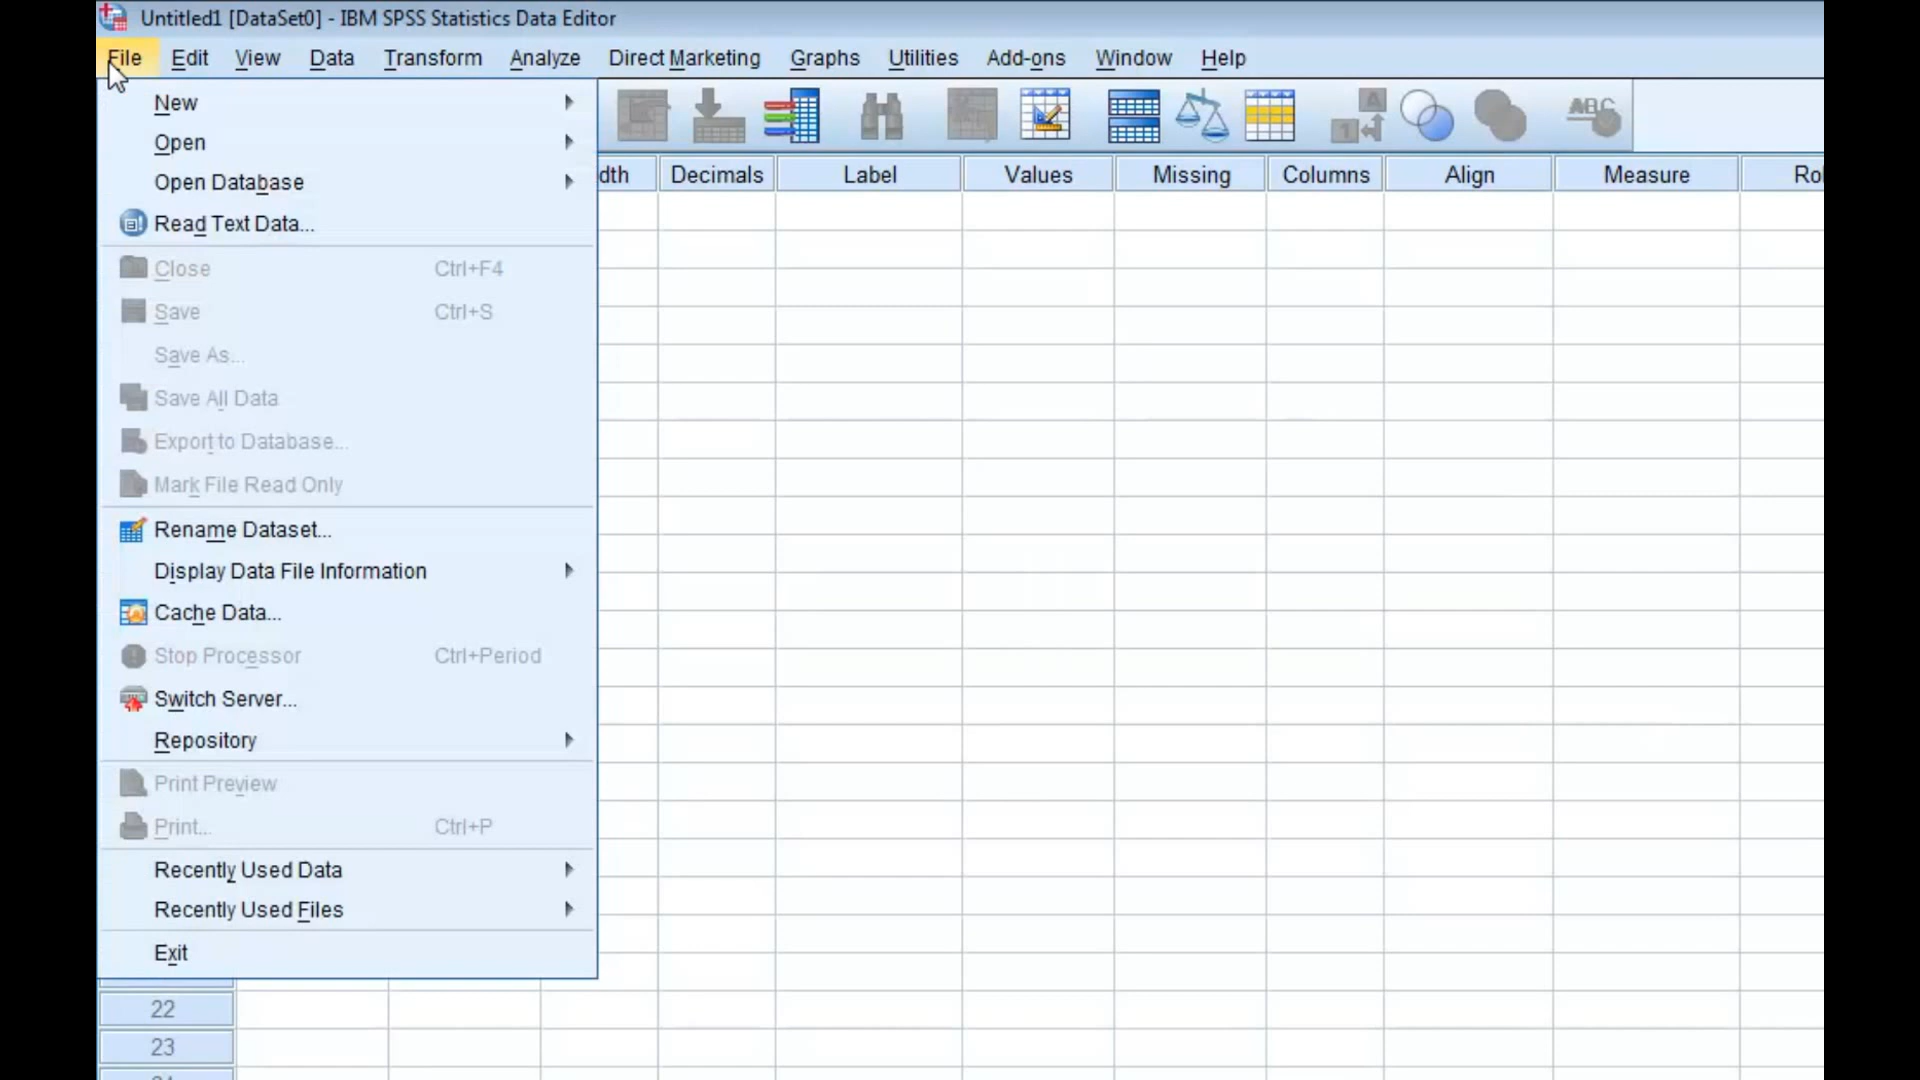 Untitled1 [DataSet0] - IBM SPSS Statistics Data Editor
File Edit View Data Transform Analyze Direct Marketing Graphs Utilities Add-ons Window Help
New
Open
Open Database
Read Text Data...
Close Ctrl+F4
Save Ctrl+S
Save As...
Save All Data
Export to Database...
Mark File Read Only
Rename Dataset...
Display Data File Information
Cache Data...
Stop Processor Ctrl+Period
Switch Server...
Repository
Print Preview
Print... Ctrl+P
Recently Used Data
Recently Used Files
Exit
A
1
ABC
dth Decimals Label Values Missing Columns Align Measure Rol
22
23